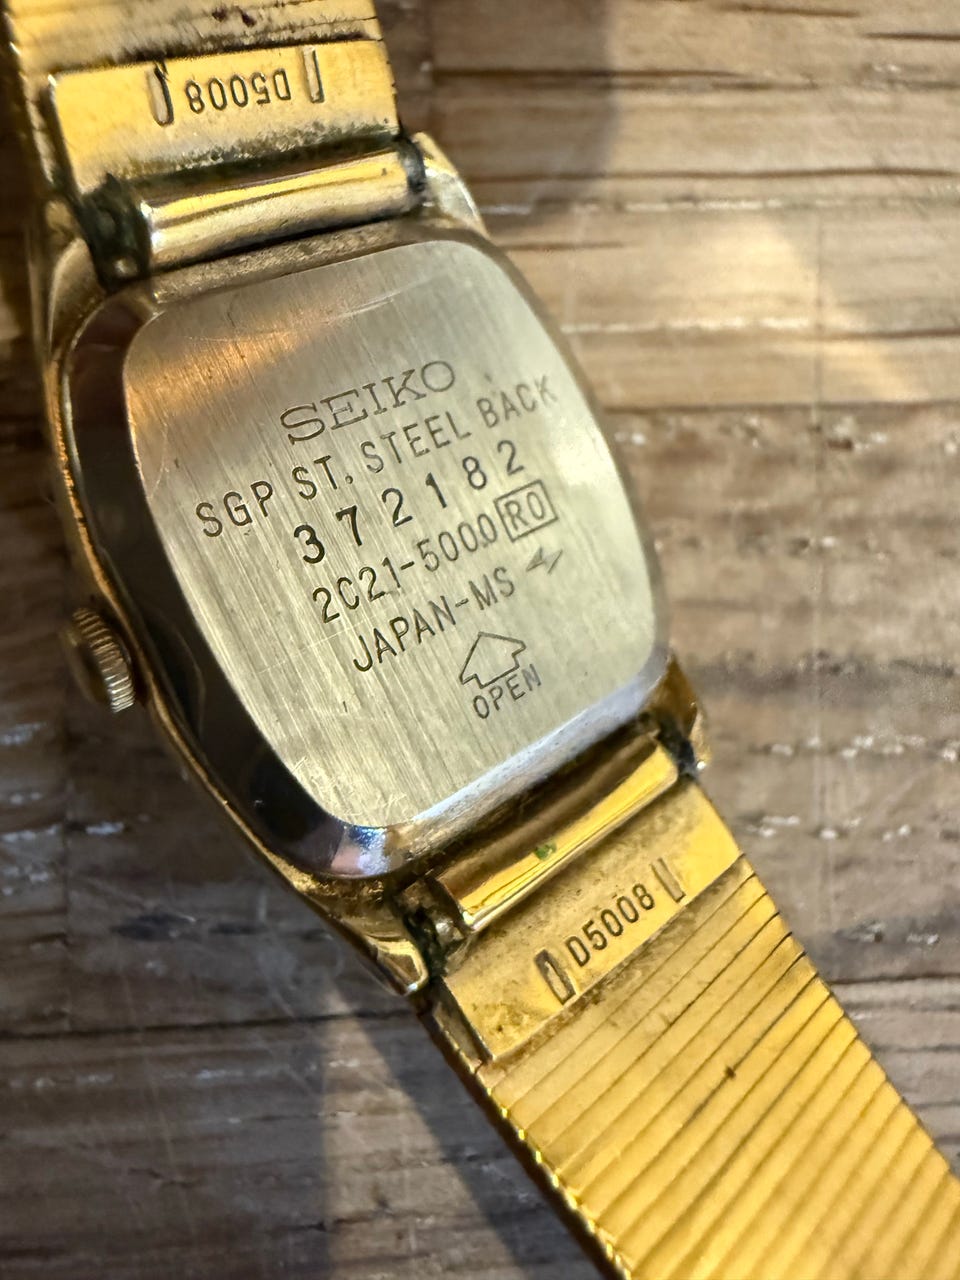 D5008
SEIKO
SGP ST. STEEL BACK
372182
2C21-5000 R0
JAPAN-MS
OPEN
D5008